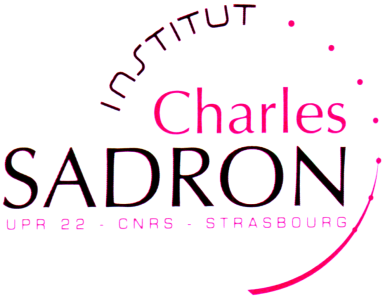 INSTITUT
Charles
SADRON
UPR 22 - CNRS - STRASBOURG